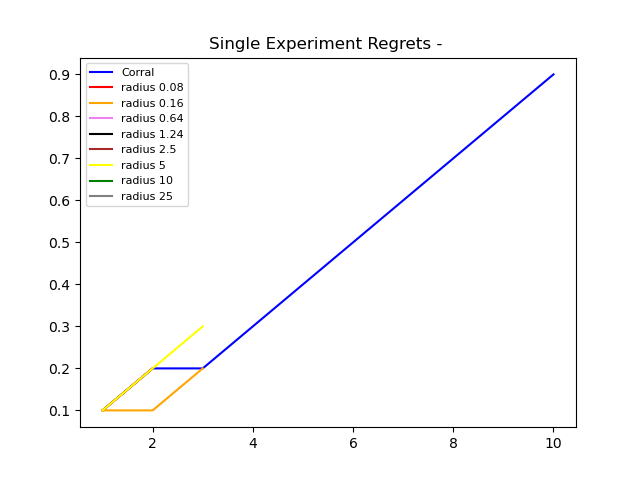 Single Experiment Regrets -
Corral
radius 0.08
radius 0.16
radius 0.64
radius 1.24
radius 2.5
radius 5
radius 10
radius 25
0.9
0.8
0.7
0.6
0.5
0.4
0.3
0.2
0.1
2 4 6 8 10